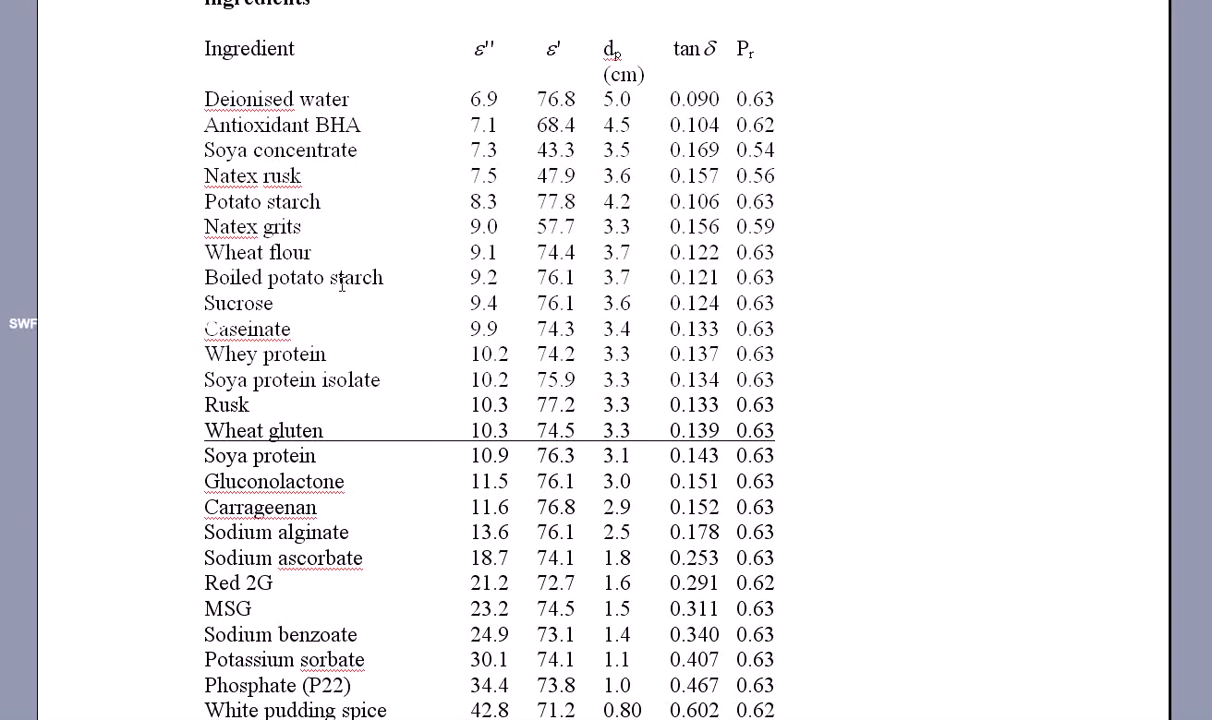 Ingredients
Ingredient ε'' ε' dp tan δ Pr
(cm)
Deionised water 6.9 76.8 5.0 0.090 0.63
Antioxidant BHA 7.1 68.4 4.5 0.104 0.62
Soya concentrate 7.3 43.3 3.5 0.169 0.54
Natex rusk 7.5 47.9 3.6 0.157 0.56
Potato starch 8.3 77.8 4.2 0.106 0.63
Natex grits 9.0 57.7 3.3 0.156 0.59
Wheat flour 9.1 74.4 3.7 0.122 0.63
Boiled potato starch 9.2 76.1 3.7 0.121 0.63
Sucrose 9.4 76.1 3.6 0.124 0.63
SWF
Caseinate 9.9 74.3 3.4 0.133 0.63
Whey protein 10.2 74.2 3.3 0.137 0.63
Soya protein isolate 10.2 75.9 3.3 0.134 0.63
Rusk 10.3 77.2 3.3 0.133 0.63
Wheat gluten 10.3 74.5 3.3 0.139 0.63
Soya protein 10.9 76.3 3.1 0.143 0.63
Gluconolactone 11.5 76.1 3.0 0.151 0.63
Carrageenan 11.6 76.8 2.9 0.152 0.63
Sodium alginate 13.6 76.1 2.5 0.178 0.63
Sodium ascorbate 18.7 74.1 1.8 0.253 0.63
Red 2G 21.2 72.7 1.6 0.291 0.62
MSG 23.2 74.5 1.5 0.311 0.63
Sodium benzoate 24.9 73.1 1.4 0.340 0.63
Potassium sorbate 30.1 74.1 1.1 0.407 0.63
Phosphate (P22) 34.4 73.8 1.0 0.467 0.63
White pudding spice 42.8 71.2 0.80 0.602 0.62